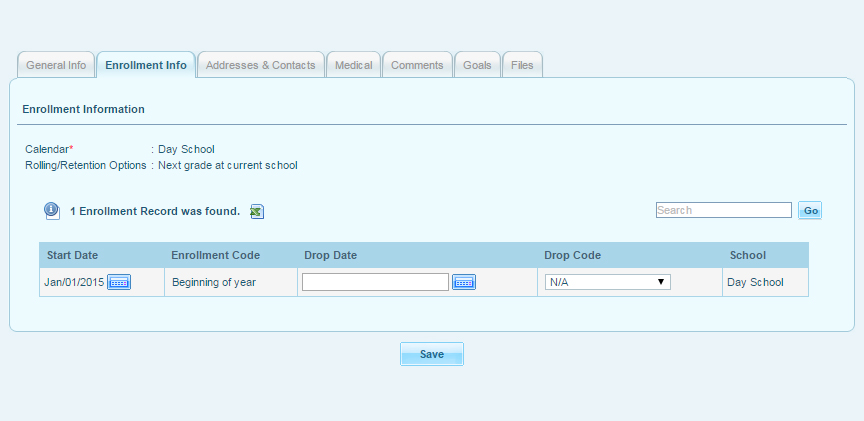 General Info Enrollment Info Addresses & Contacts Medical Comments Goals Files
Enrollment Information
Calendar* : Day School
Rolling/Retention Options : Next grade at current school
1 Enrollment Record was found. Search Go
Start Date Enrollment Code Drop Date Drop Code School
Jan/01/2015 Beginning of year N/A Day School
Save